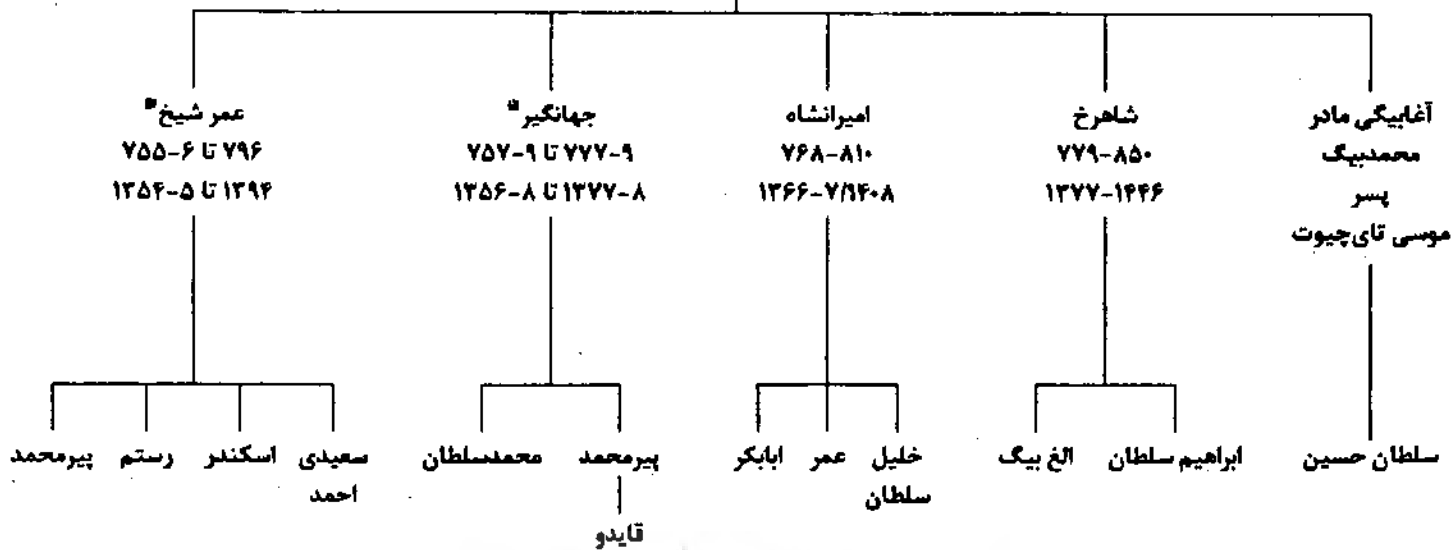 آغابیگی مادر
محمدبیگ
پسر
موسی تای‌چیوت
شاهرخ
۷۷۹-۸۵۰
۱۳۷۷-۱۴۴۶
امیرانشاه
۷۶۸-۸۱۰
۱۳۶۶-۷/۱۴۰۸
جهانگیر*
۷۵۷-۹ تا ۷۷۷-۹
۱۳۵۶-۸ تا ۱۳۷۷-۸
عمر شیخ*
۷۵۵-۶ تا ۷۹۶
۱۳۵۴-۵ تا ۱۳۹۴
سلطان حسین
ابراهیم سلطان
الغ بیگ
خلیل
سلطان
عمر
ابابکر
پیرمحمد
قایدو
محمدسلطان
سعیدی
احمد
اسکندر
رستم
پیرمحمد